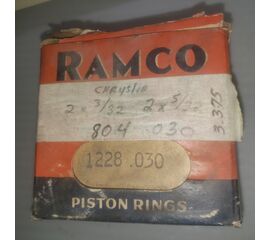 RAMCO
CHRYSLER
2 x 3/32 2 x 5/32
804 030
3.375
1228 .030
PISTON RINGS